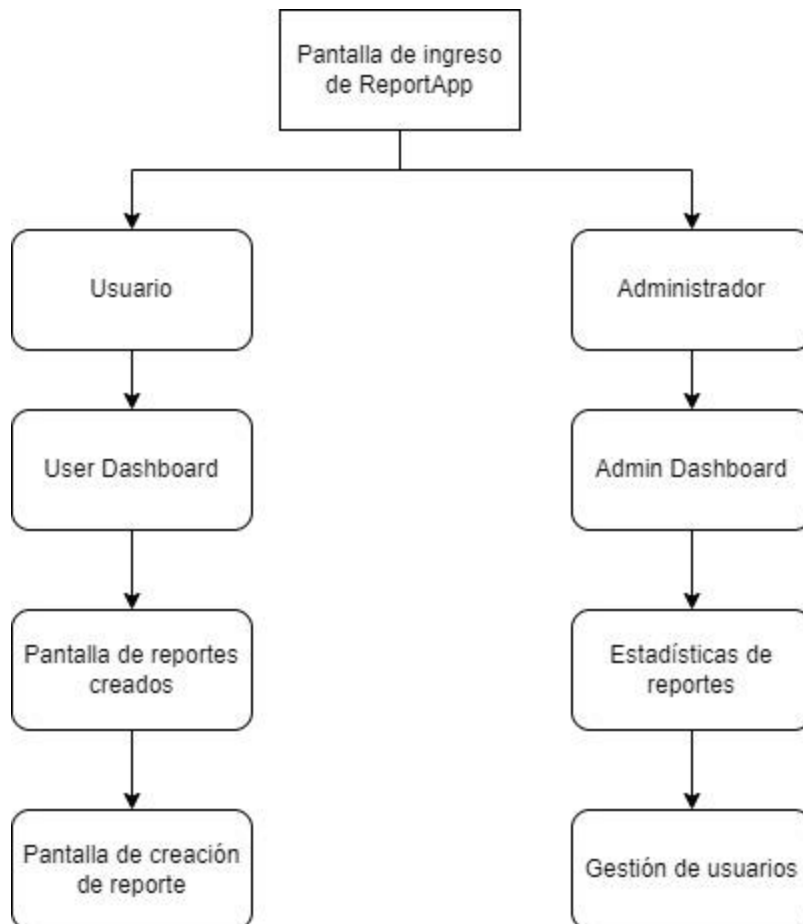 Pantalla de ingreso
de ReportApp
Usuario
Administrador
User Dashboard
Admin Dashboard
Pantalla de reportes
creados
Estadísticas de
reportes
Pantalla de creación
de reporte
Gestión de usuarios